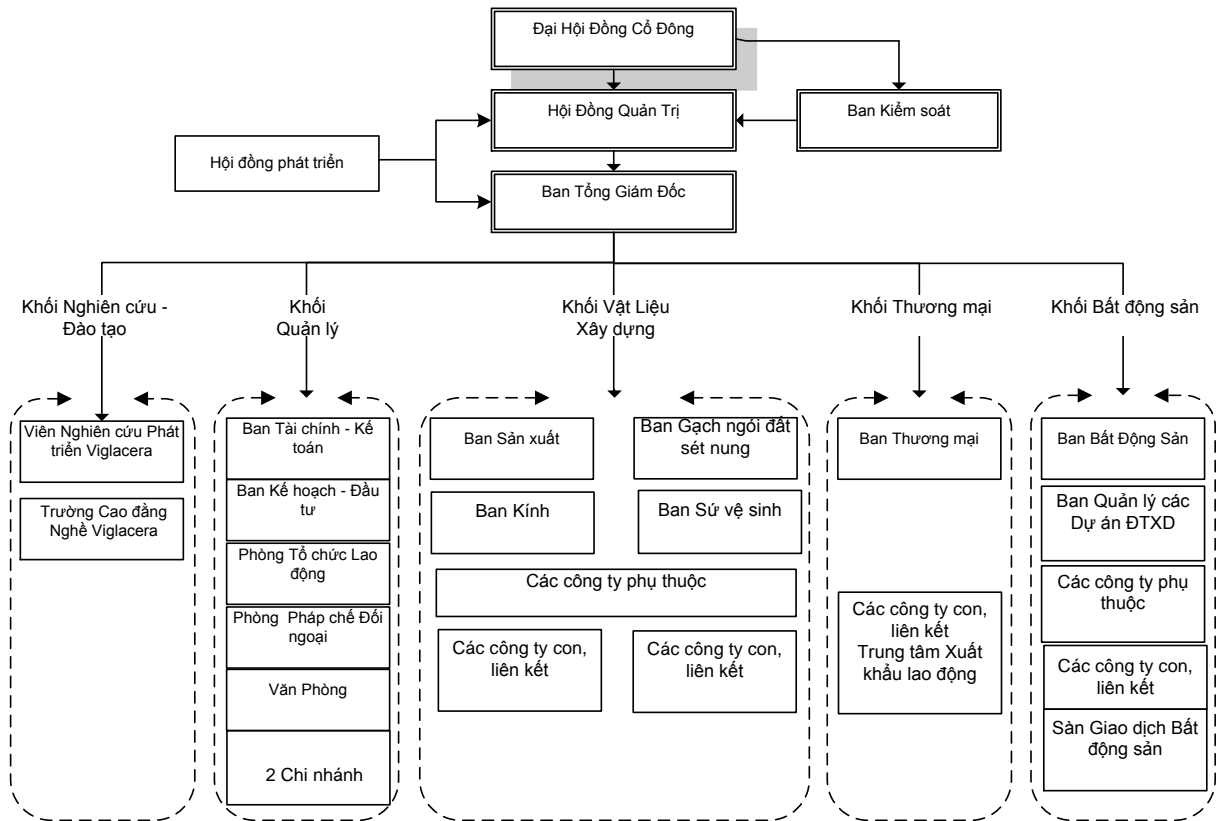 Đại Hội Đồng Cổ Đông
Hội Đồng Quản Trị
Ban Kiểm soát
Hội đồng phát triển
Ban Tổng Giám Đốc
Khối Nghiên cứu -
Đào tạo
Khối
Quản lý
Khối Vật Liệu
Xây dựng
Khối Thương mại
Khối Bất động sản
Viên Nghiên cứu Phát
triển Viglacera
Trường Cao đẳng
Nghề Viglacera
Ban Tài chính - Kế
toán
Ban Kế hoạch - Đầu
tư
Phòng Tổ chức Lao
động
Phòng Pháp chế Đối
ngoại
Văn Phòng
2 Chi nhánh
Ban Sản xuất
Ban Gạch ngói đất
sét nung
Ban Kính
Ban Sứ vệ sinh
Các công ty phụ thuộc
Các công ty con,
liên kết
Các công ty con,
liên kết
Ban Thương mại
Các công ty con,
liên kết
Trung tâm Xuất
khẩu lao động
Ban Bất Động Sản
Ban Quản lý các
Dự án ĐTXD
Các công ty phụ
thuộc
Các công ty con,
liên kết
Sàn Giao dịch Bất
động sản